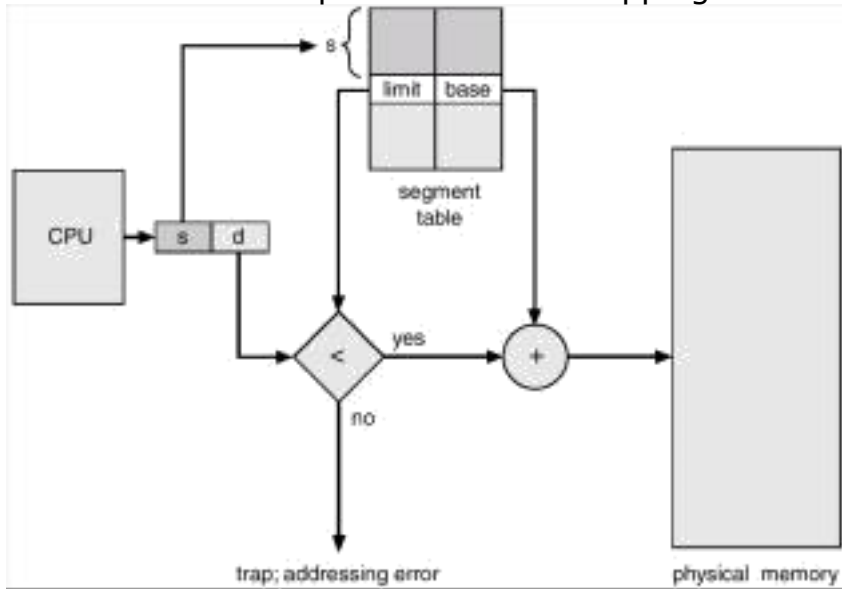 s
limit base
segment
table
CPU
s d
<
yes
+
no
trap; addressing error
physical memory